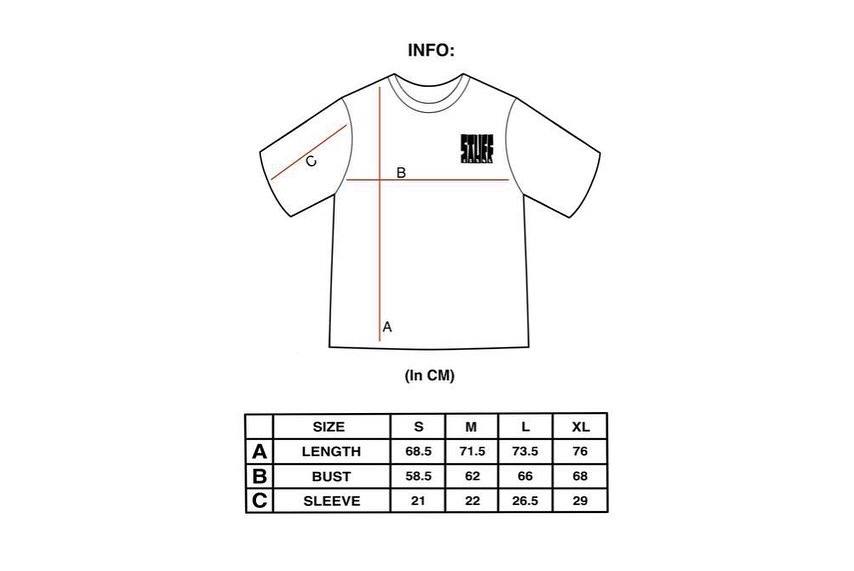 INFO:
STUFF
C
B
A
(In CM)
SIZE S M L XL
A LENGTH 68.5 71.5 73.5 76
B BUST 58.5 62 66 68
C SLEEVE 21 22 26.5 29